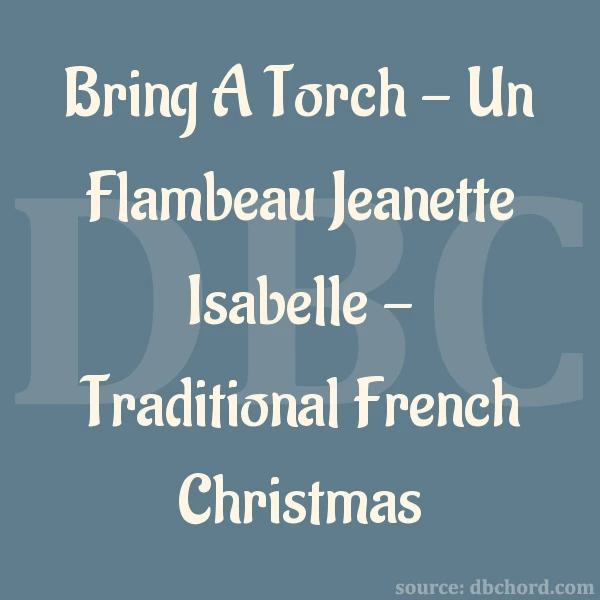 Bring A Torch – Un
Flambeau Jeanette
Isabelle –
Traditional French
Christmas
DBC
source: dbchord.com